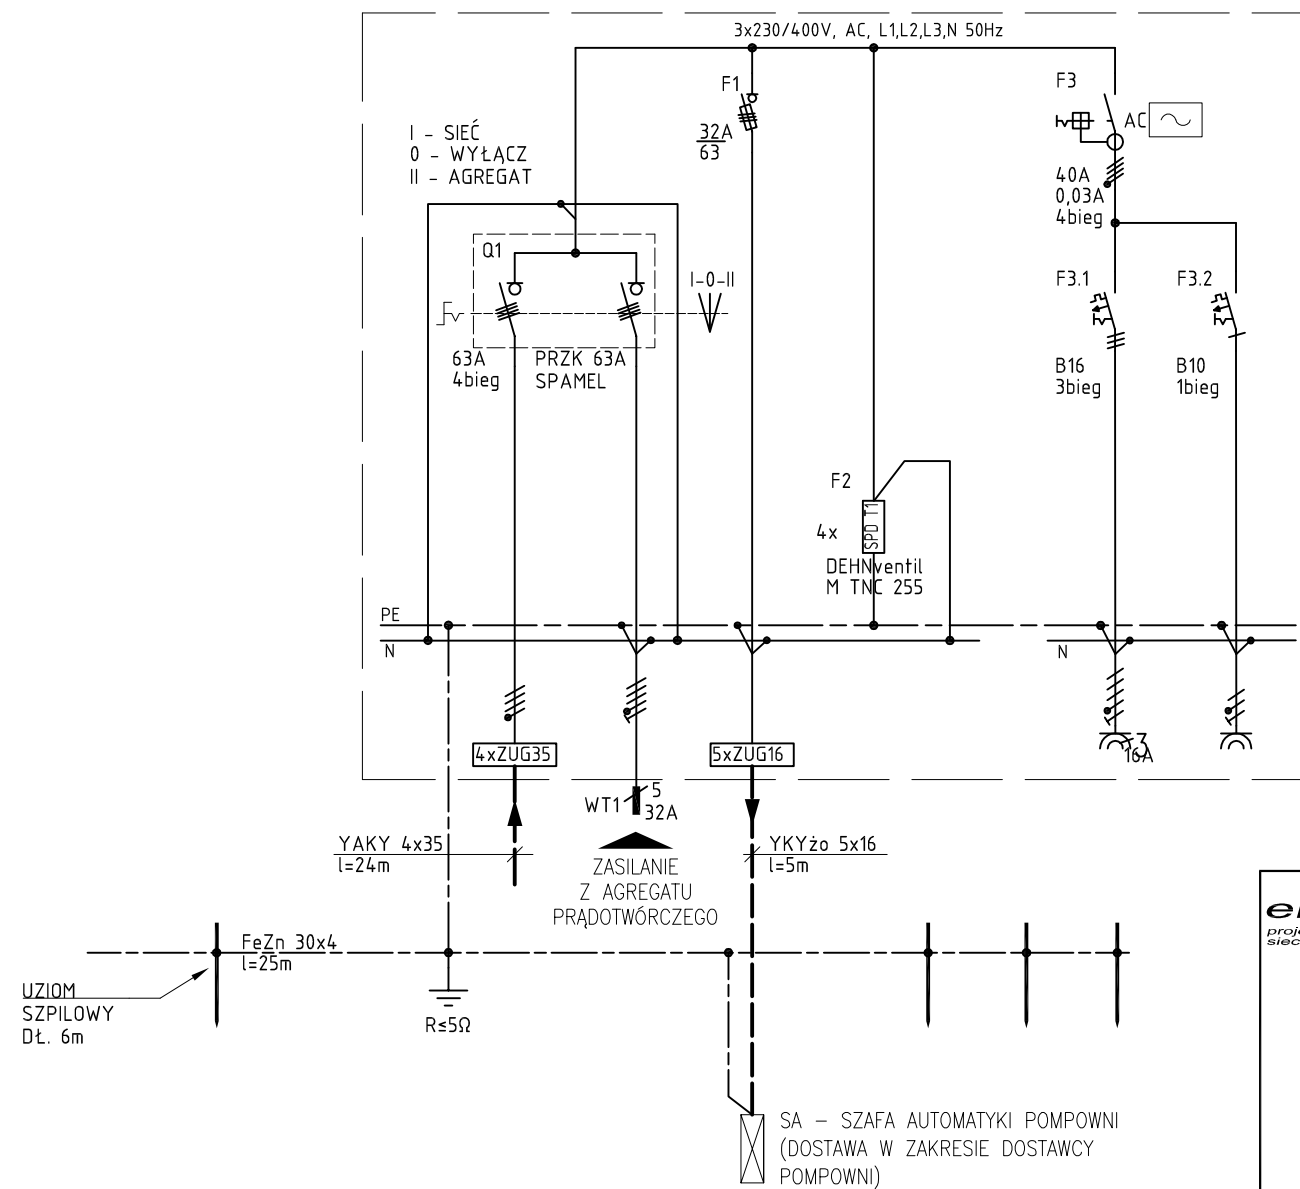 3x230/400V, AC, L1,L2,L3,N 50Hz
F1
32A
63
F3
AC
40A
0,03A
4bieg
I - SIEĆ
0 - WYŁĄCZ
II - AGREGAT
Q1
I-0-II
63A
4bieg
PRZK 63A
SPAMEL
F3.1
B16
3bieg
F3.2
B10
1bieg
F2
4x
SPD T1
DEHNventil
M TNC 255
PE
N
N
4xZUG35
5xZUG16
3
16A
WT1
5
32A
YAKY 4x35
l=24m
ZASILANIE
Z AGREGATU
PRĄDOTWÓRCZEGO
YKYżo 5x16
l=5m
FeZn 30x4
l=25m
UZIOM
SZPILOWY
DŁ. 6m
R≤5Ω
SA - SZAFA AUTOMATYKI POMPOWNI
(DOSTAWA W ZAKRESIE DOSTAWCY
POMPOWNI)